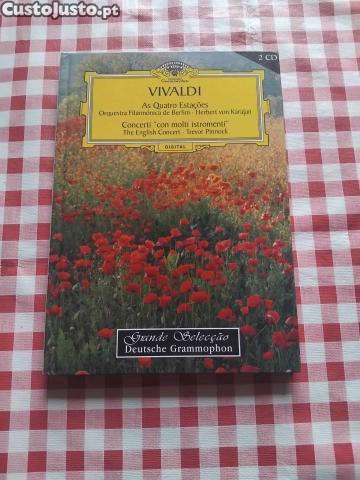 CustoJusto.pt
2 CD
VIVALDI
As Quatro Estações
Orquestra Filarmónica de Berlim - Herbert von Karajan
Concerti "con molti istromenti"
The English Concert - Trevor Pinnock
DIGITAL
Grande Selecção
Deutsche Grammophon